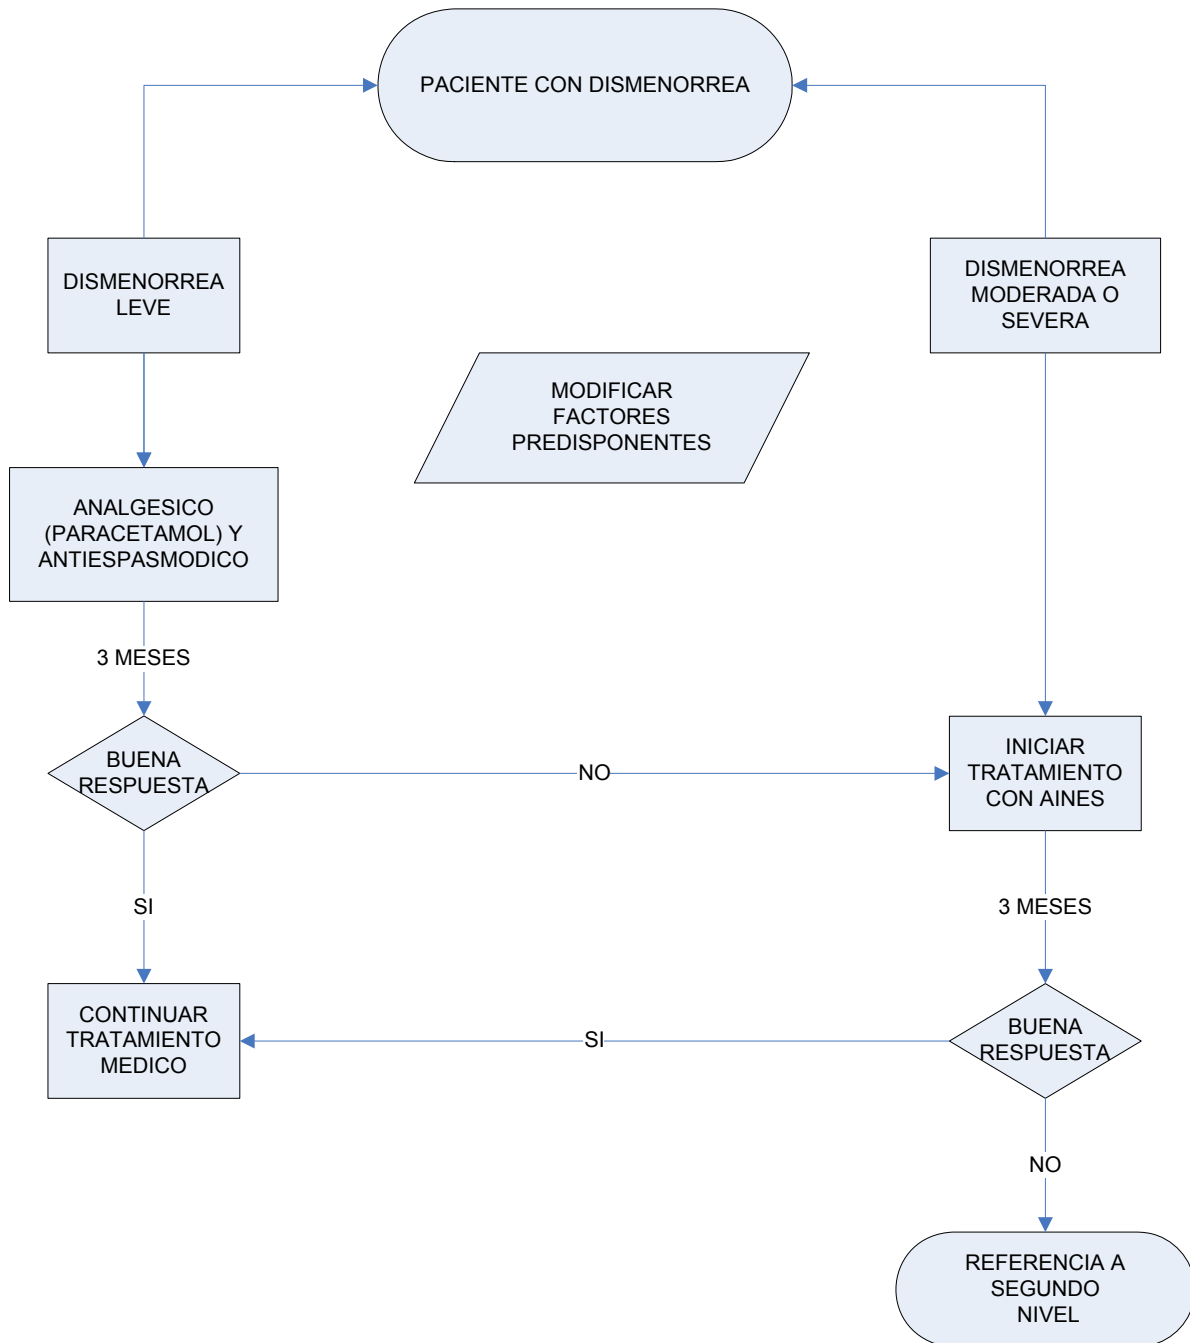 PACIENTE CON DISMENORREA
DISMENORREA
LEVE
DISMENORREA
MODERADA O
SEVERA
MODIFICAR
FACTORES
PREDISPONENTES
ANALGESICO
(PARACETAMOL) Y
ANTIESPASMODICO
3 MESES
BUENA
RESPUESTA
NO
INICIAR
TRATAMIENTO
CON AINES
SI
3 MESES
CONTINUAR
TRATAMIENTO
MEDICO
SI
BUENA
RESPUESTA
NO
REFERENCIA A
SEGUNDO
NIVEL